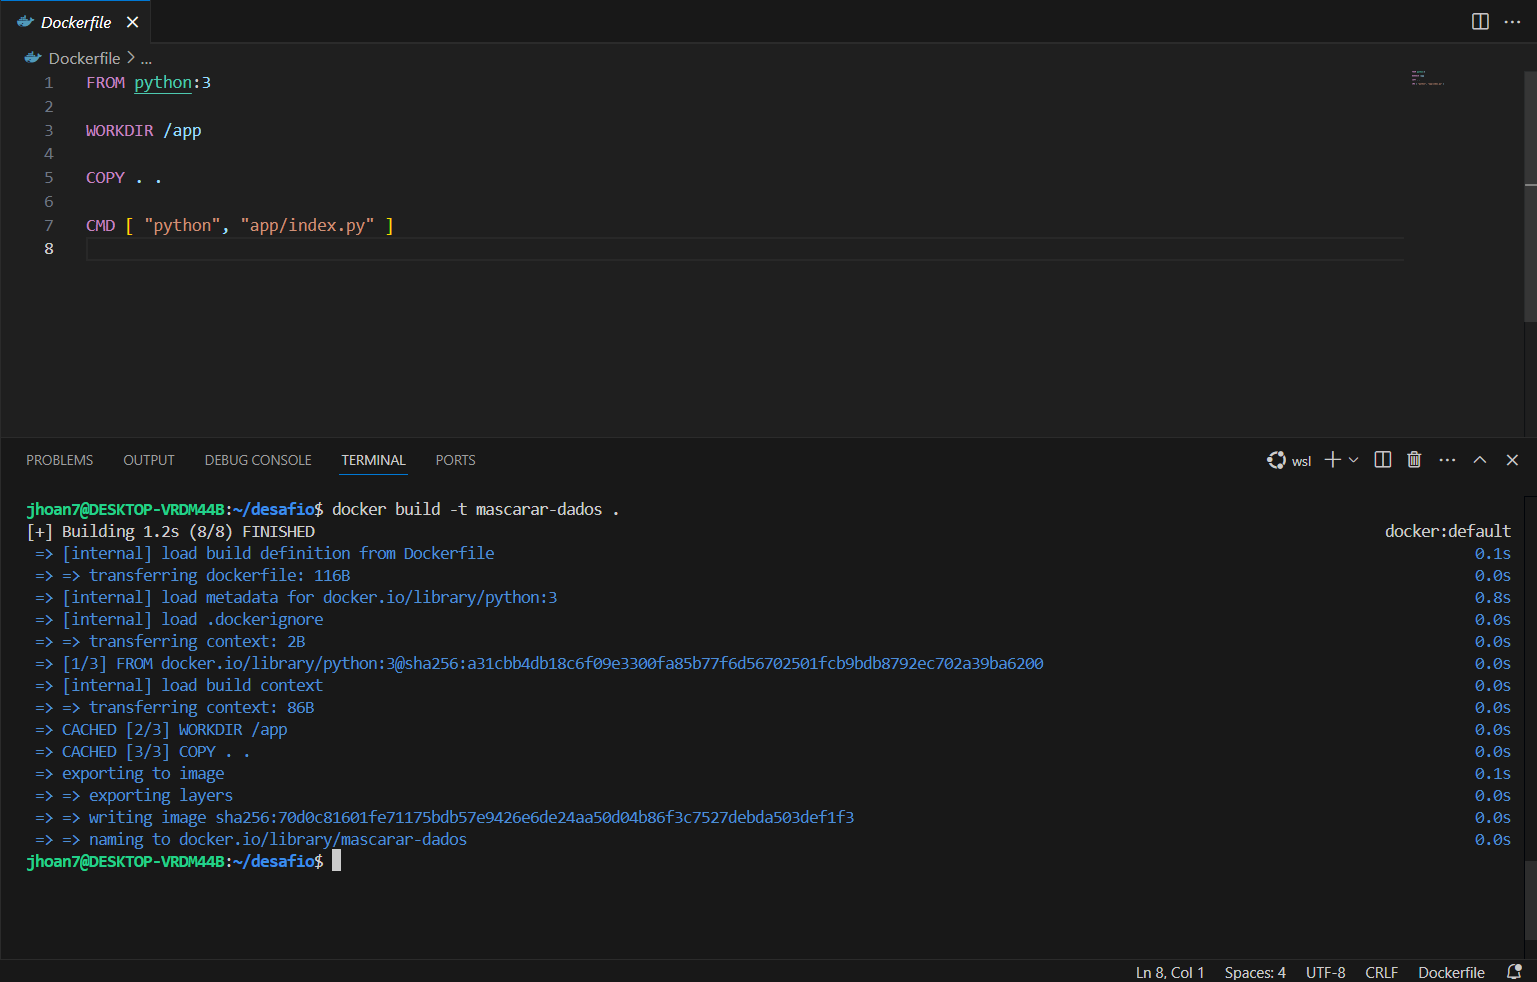 Dockerfile
Dockerfile > ...
1 FROM python:3
2
3 WORKDIR /app
4
5 COPY . .
6
7 CMD [ "python", "app/index.py" ]
8
PROBLEMS OUTPUT DEBUG CONSOLE TERMINAL PORTS wsl
jhoan7@DESKTOP-VRDM44B:~/desafio$ docker build -t mascarar-dados .
[+] Building 1.2s (8/8) FINISHED docker:default
=> [internal] load build definition from Dockerfile 0.1s
=> => transferring dockerfile: 116B 0.0s
=> [internal] load metadata for docker.io/library/python:3 0.8s
=> [internal] load .dockerignore 0.0s
=> => transferring context: 2B 0.0s
=> [1/3] FROM docker.io/library/python:3@sha256:a31cbb4db18c6f09e3300fa85b77f6d56702501fcb9bdb8792ec702a39ba6200 0.0s
=> [internal] load build context 0.0s
=> => transferring context: 86B 0.0s
=> CACHED [2/3] WORKDIR /app 0.0s
=> CACHED [3/3] COPY . . 0.0s
=> exporting to image 0.1s
=> => exporting layers 0.0s
=> => writing image sha256:70d0c81601fe71175bdb57e9426e6de24aa50d04b86f3c7527debda503def1f3 0.0s
=> => naming to docker.io/library/mascarar-dados 0.0s
jhoan7@DESKTOP-VRDM44B:~/desafio$
Ln 8, Col 1 Spaces: 4 UTF-8 CRLF Dockerfile